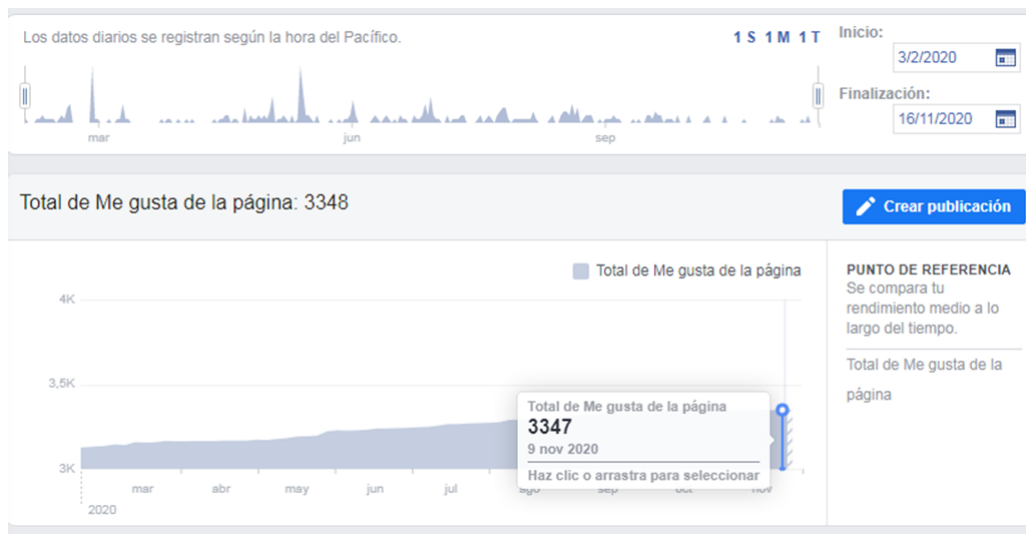 Los datos diarios se registran según la hora del Pacífico.
1 S 1 M 1 T
Inicio:
3/2/2020
Finalización:
16/11/2020
mar
jun
sep
Total de Me gusta de la página: 3348
Crear publicación
Total de Me gusta de la página
4K
3,5K
3K
Total de Me gusta de la página
3347
9 nov 2020
Haz clic o arrastra para seleccionar
mar
abr
may
jun
jul
ago
sep
oct
nov
2020
PUNTO DE REFERENCIA
Se compara tu
rendimiento medio a lo
largo del tiempo.
Total de Me gusta de la
página